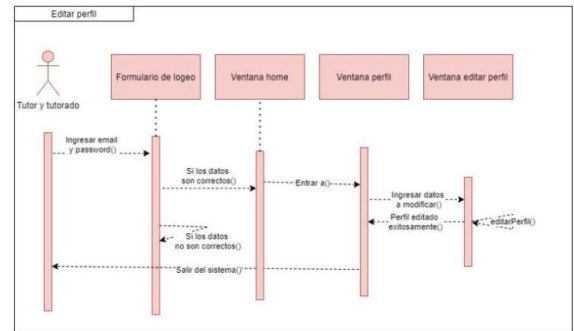 Editar perfil
Formulario de logeo
Ventana home
Ventana perfil
Ventana editar perfil
Tutor y tutorado
Ingresar email
y password()
Si los datos
son correctos()
Entrar a()
Ingresar datos
a modificar()
Perfil editado
exitosamente()
editarPerfil()
Si los datos
no son correctos()
Salir del sistema()